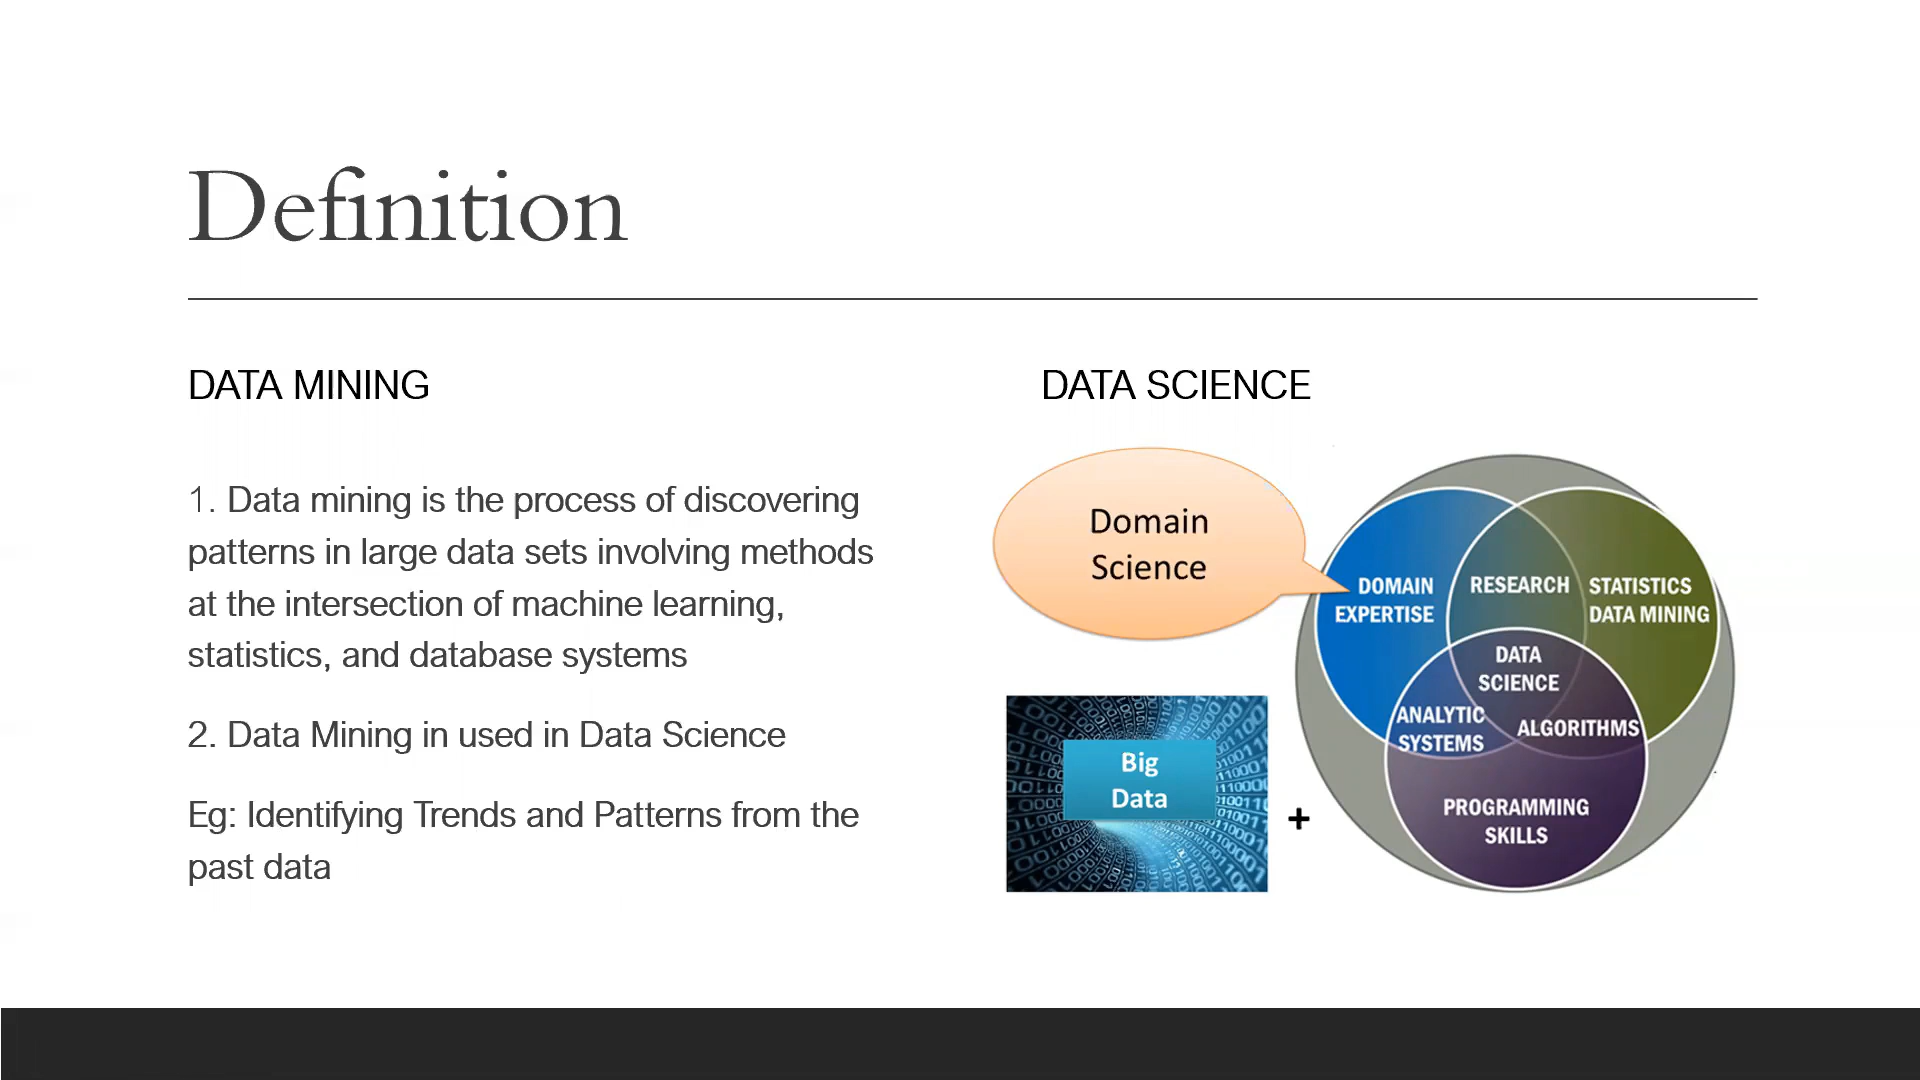 Definition
DATA MINING
1. Data mining is the process of discovering
patterns in large data sets involving methods
at the intersection of machine learning,
statistics, and database systems
2. Data Mining in used in Data Science
Eg: Identifying Trends and Patterns from the
past data
DATA SCIENCE
Domain
Science
Big
Data
+
DOMAIN
EXPERTISE
RESEARCH
STATISTICS
DATA MINING
DATA
SCIENCE
ANALYTIC
SYSTEMS
ALGORITHMS
PROGRAMMING
SKILLS